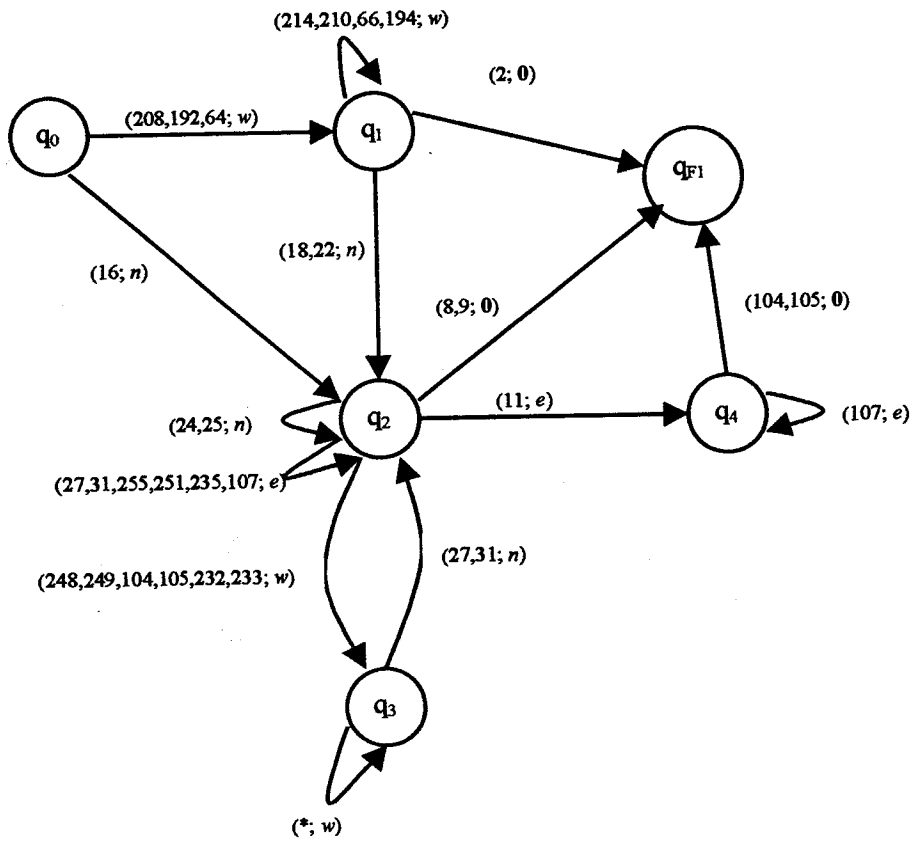 (214,210,66,194; w)
(2; 0)
(208,192,64; w)
q0
q1
qF1
(18,22; n)
(16; n)
(8,9; 0)
(104,105; 0)
(11; e)
q2
q4
(24,25; n)
(107; e)
(27,31,255,251,235,107; e)
(27,31; n)
(248,249,104,105,232,233; w)
q3
(*; w)